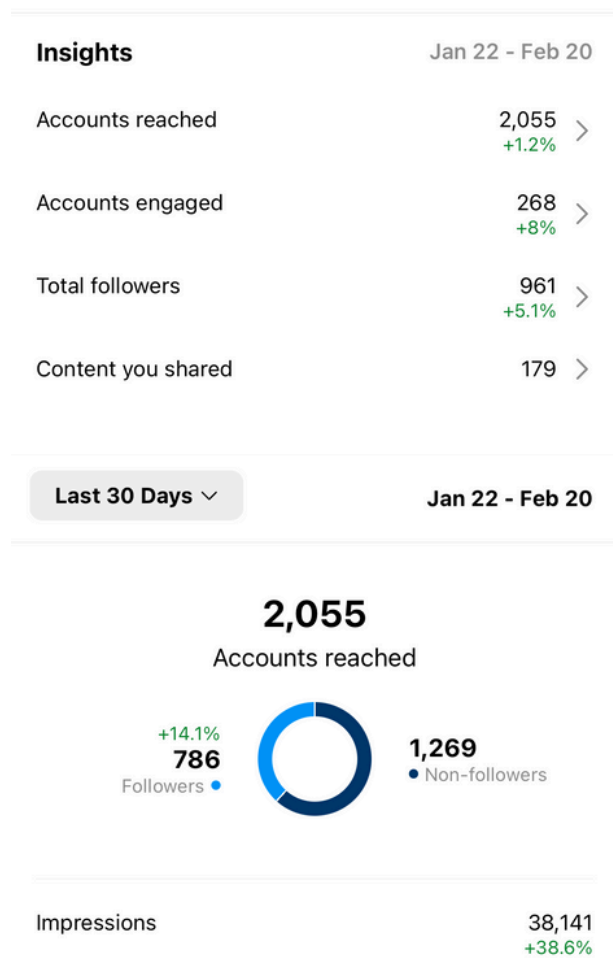 Insights Jan 22 - Feb 20
Accounts reached 2,055
+1.2%
Accounts engaged 268
+8%
Total followers 961
+5.1%
Content you shared 179
Last 30 Days Jan 22 - Feb 20
2,055
Accounts reached
+14.1%
786
Followers
1,269
Non-followers
Impressions 38,141
+38.6%